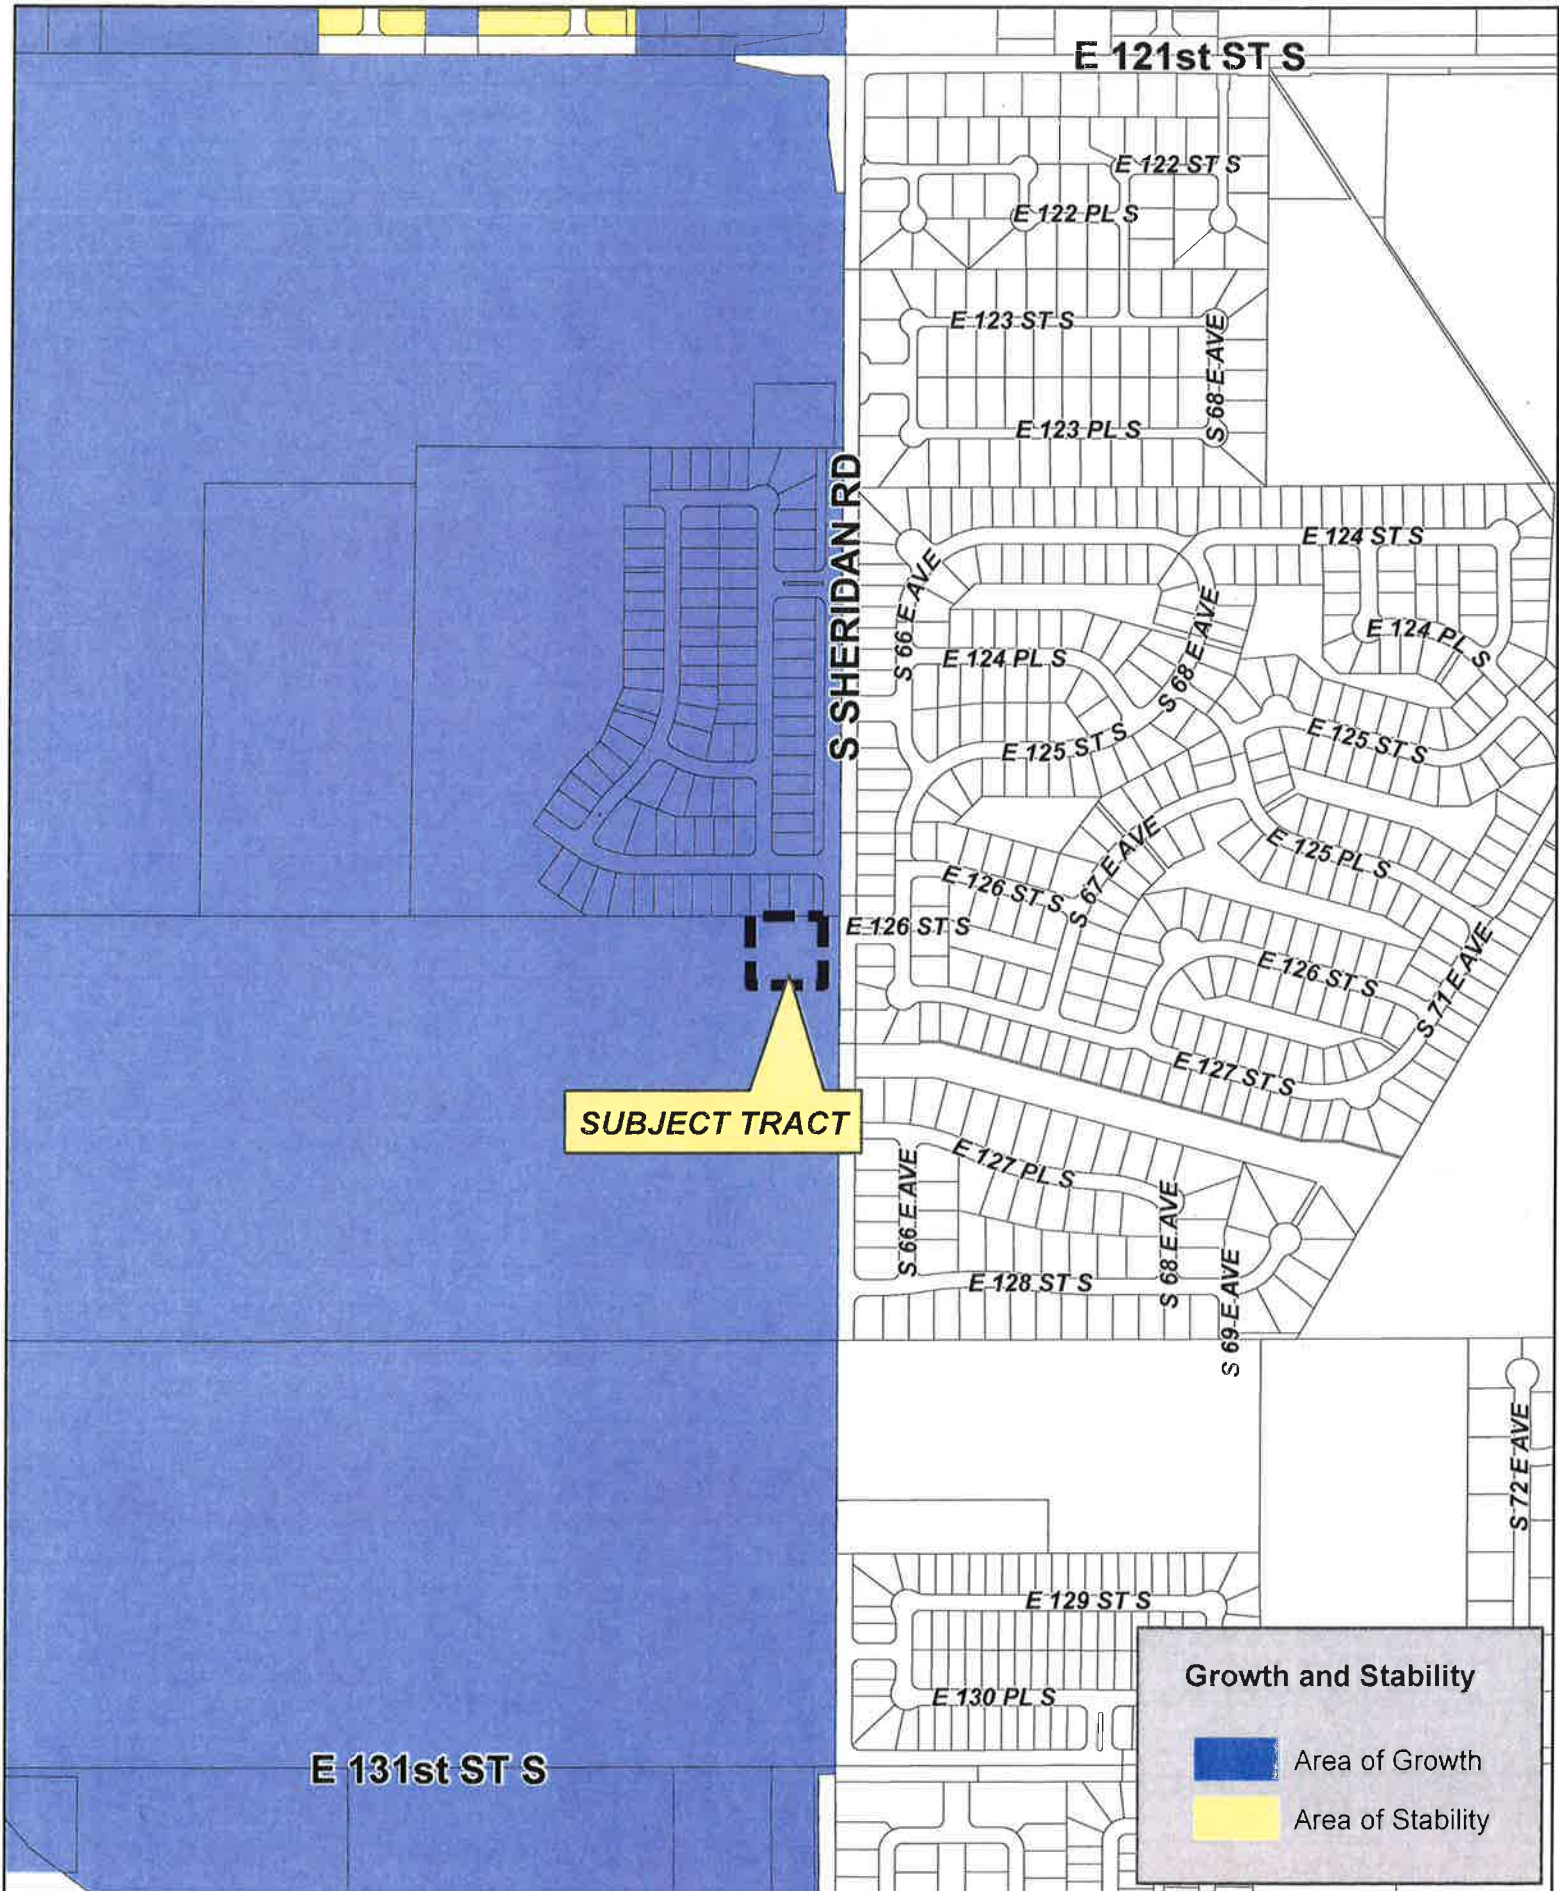 E 121st ST S
E 122 ST S
E 122 PL S
E 123 ST S
S 68 E AVE
E 123 PL S
S SHERIDAN RD
E 124 ST S
S 66 E AVE
S 68 E AVE
E 124 PL S
E 124 PL S
E 125 ST S
E 125 ST S
S 67 E AVE
E 125 PL S
E 126 ST S
E 126 ST S
E 126 ST S
S 71 E AVE
E 127 ST S
SUBJECT TRACT
E 127 PL S
S 66 E AVE
S 68 E AVE
E 128 ST S
S 69 E AVE
S 72 E AVE
E 129 ST S
E 130 PL S
E 131st ST S
Growth and Stability
Area of Growth
Area of Stability